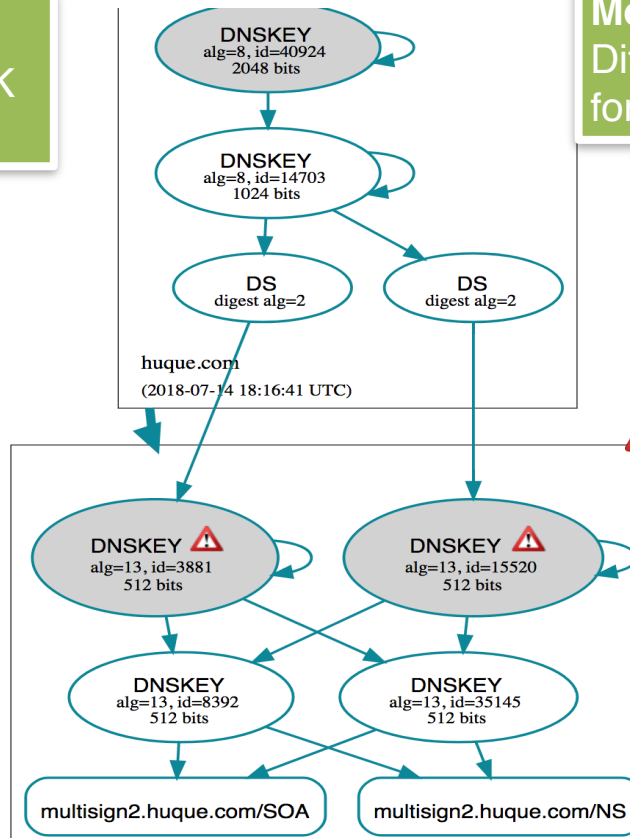 K
Di
for
DNSKEY
alg=8, id=40924
2048 bits
DNSKEY
alg=8, id=14703
1024 bits
DS
digest alg=2
DS
digest alg=2
huque.com
(2018-07-14 18:16:41 UTC)
DNSKEY
alg=13, id=3881
512 bits
DNSKEY
alg=13, id=15520
512 bits
DNSKEY
alg=13, id=8392
512 bits
DNSKEY
alg=13, id=35145
512 bits
multisign2.huque.com/SOA
multisign2.huque.com/NS